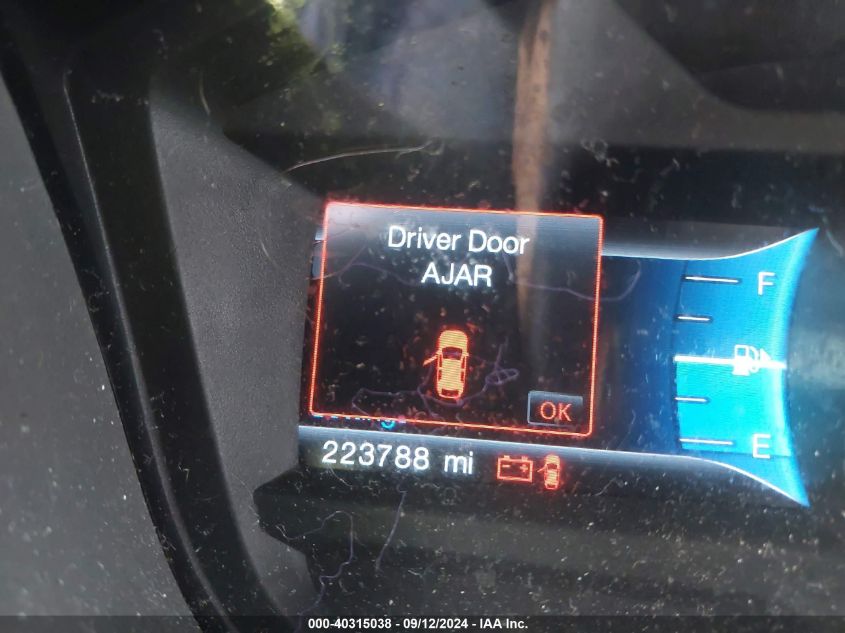 Driver Door
AJAR
OK
F
E
223788 mi
000-40315038 - 09/12/2024 - IAA Inc.